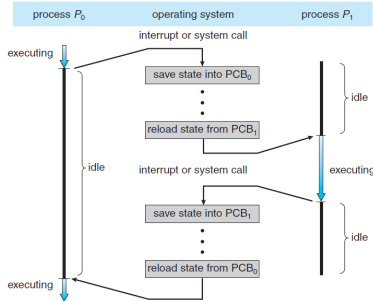 process P0 operating system process P1
interrupt or system call
executing
save state into PCB0
idle
reload state from PCB1
idle
interrupt or system call
executing
save state into PCB1
idle
reload state from PCB0
executing